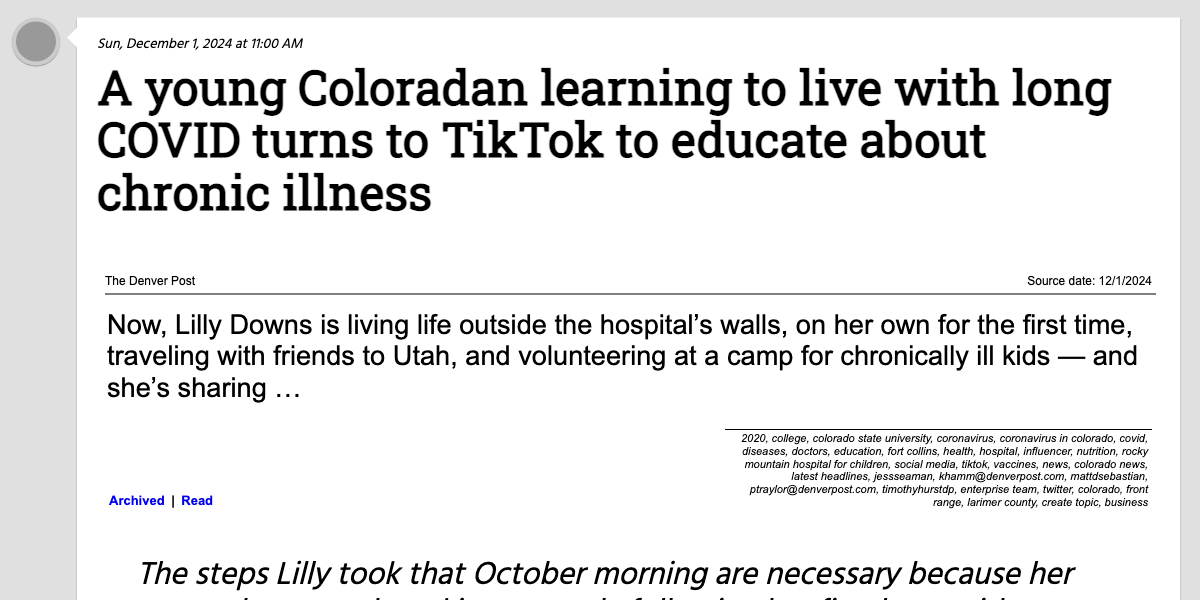 Sun, December 1, 2024 at 11:00 AM
A young Coloradan learning to live with long
COVID turns to TikTok to educate about
chronic illness
The Denver Post
Source date: 12/1/2024
Now, Lilly Downs is living life outside the hospital’s walls, on her own for the first time,
traveling with friends to Utah, and volunteering at a camp for chronically ill kids — and
she’s sharing …
2020, college, colorado state university, coronavirus, coronavirus in colorado, covid,
diseases, doctors, education, fort collins, health, hospital, influencer, nutrition, rocky
mountain hospital for children, social media, tiktok, vaccines, news, colorado news,
latest headlines, jessseaman, khamm@denverpost.com, mattdsebastian,
ptraylor@denverpost.com, timothyhurstdp, enterprise team, twitter, colorado, front
range, larimer county, create topic, business
Archived | Read
The steps Lilly took that October morning are necessary because her